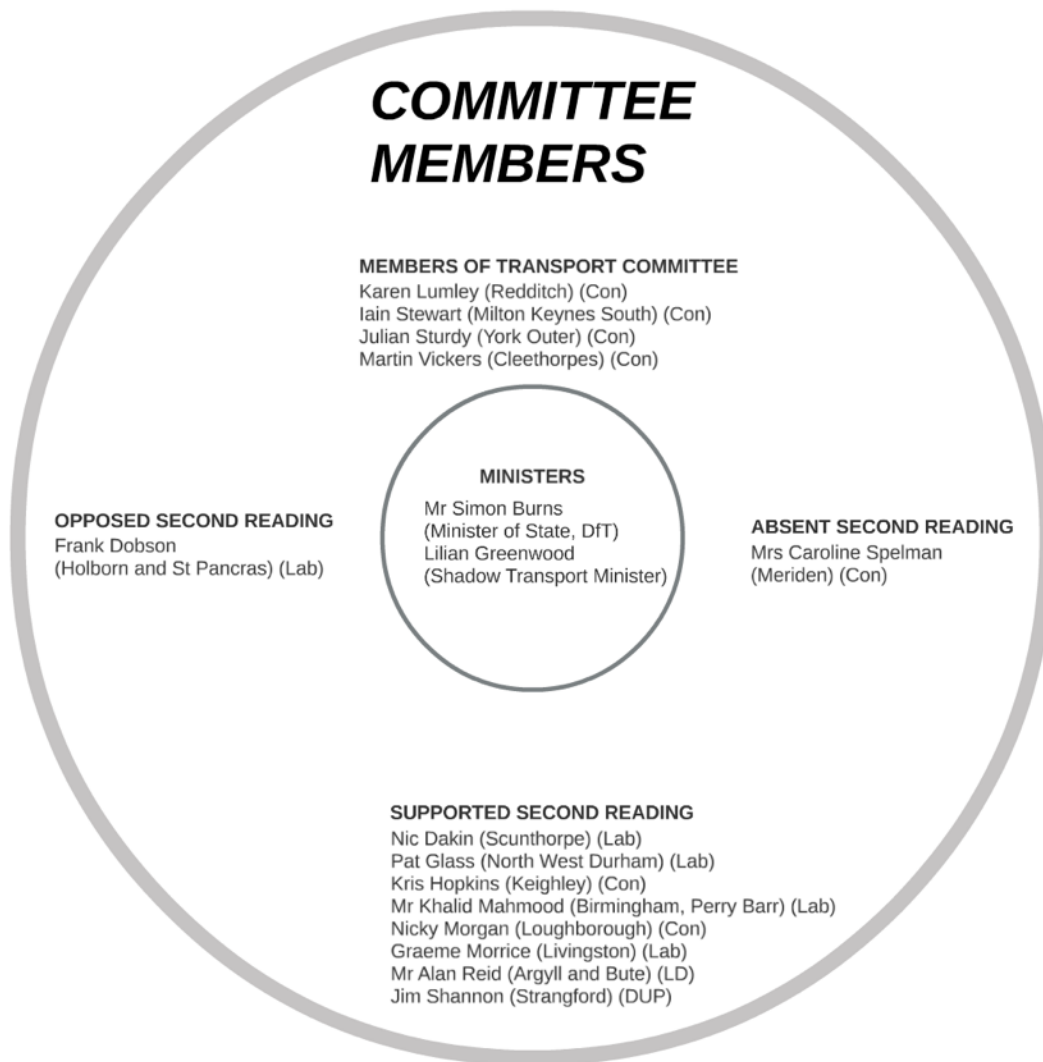 COMMITTEE
MEMBERS
MEMBERS OF TRANSPORT COMMITTEE
Karen Lumley (Redditch) (Con)
Iain Stewart (Milton Keynes South) (Con)
Julian Sturdy (York Outer) (Con)
Martin Vickers (Cleethorpes) (Con)
OPPOSED SECOND READING
Frank Dobson
(Holborn and St Pancras) (Lab)
MINISTERS
Mr Simon Burns
(Minister of State, DfT)
Lilian Greenwood
(Shadow Transport Minister)
ABSENT SECOND READING
Mrs Caroline Spelman
(Meriden) (Con)
SUPPORTED SECOND READING
Nic Dakin (Scunthorpe) (Lab)
Pat Glass (North West Durham) (Lab)
Kris Hopkins (Keighley) (Con)
Mr Khalid Mahmood (Birmingham, Perry Barr) (Lab)
Nicky Morgan (Loughborough) (Con)
Graeme Morrice (Livingston) (Lab)
Mr Alan Reid (Argyll and Bute) (LD)
Jim Shannon (Strangford) (DUP)